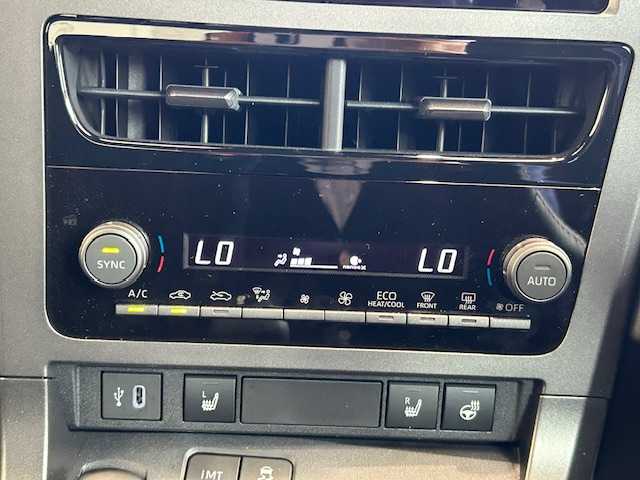 LO LO
SYNC
AUTO
A/C
ECO
HEAT/COOL
FRONT
REAR
OFF
L
R
iMT